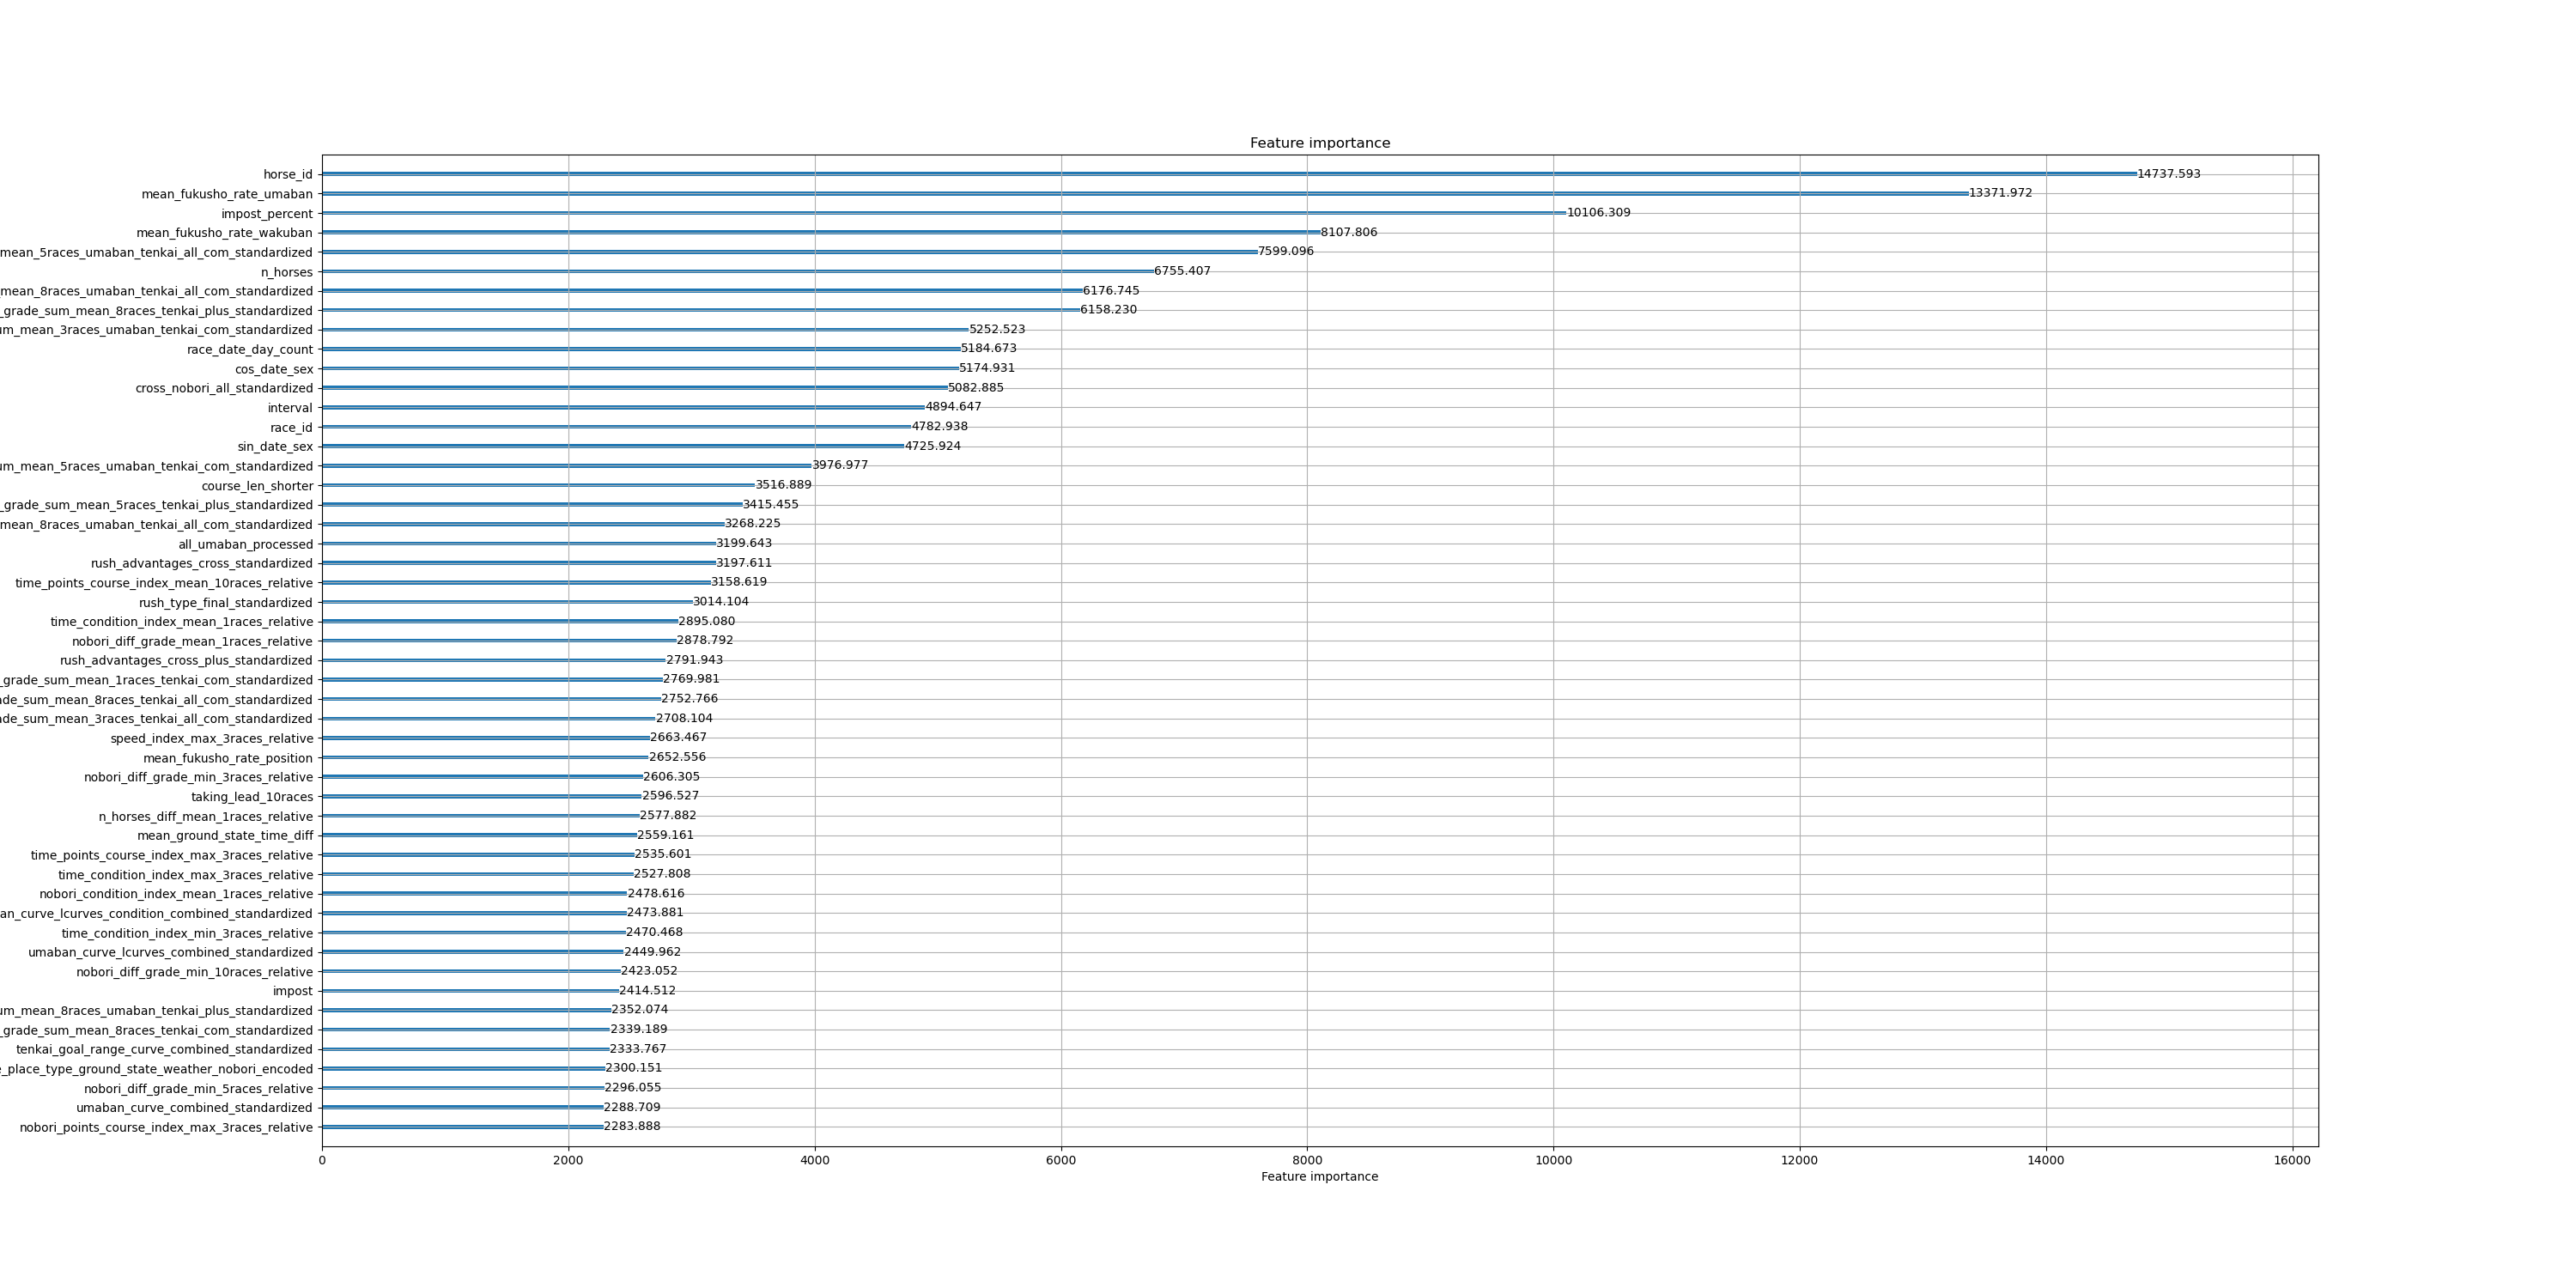 Feature importance
horse_id 14737.593
mean_fukusho_rate_umaban 13371.972
impost_percent 10106.309
mean_fukusho_rate_wakuban 8107.806
mean_5races_umaban_tenkai_all_com_standardized 7599.096
n_horses 6755.407
mean_8races_umaban_tenkai_all_com_standardized 6176.745
_grade_sum_mean_8races_tenkai_plus_standardized 6158.230
um_mean_3races_umaban_tenkai_com_standardized 5252.523
race_date_day_count 5184.673
cos_date_sex 5174.931
cross_nobori_all_standardized 5082.885
interval 4894.647
race_id 4782.938
sin_date_sex 4725.924
um_mean_5races_umaban_tenkai_com_standardized 3976.977
course_len_shorter 3516.889
_grade_sum_mean_5races_tenkai_plus_standardized 3415.455
mean_8races_umaban_tenkai_all_com_standardized 3268.225
all_umaban_processed 3199.643
rush_advantages_cross_standardized 3197.611
time_points_course_index_mean_10races_relative 3158.619
rush_type_final_standardized 3014.104
time_condition_index_mean_1races_relative 2895.080
nobori_diff_grade_mean_1races_relative 2878.792
rush_advantages_cross_plus_standardized 2791.943
_grade_sum_mean_1races_tenkai_com_standardized 2769.981
ade_sum_mean_8races_tenkai_all_com_standardized 2752.766
ade_sum_mean_3races_tenkai_all_com_standardized 2708.104
speed_index_max_3races_relative 2663.467
mean_fukusho_rate_position 2652.556
nobori_diff_grade_min_3races_relative 2606.305
taking_lead_10races 2596.527
n_horses_diff_mean_1races_relative 2577.882
mean_ground_state_time_diff 2559.161
time_points_course_index_max_3races_relative 2535.601
time_condition_index_max_3races_relative 2527.808
nobori_condition_index_mean_1races_relative 2478.616
an_curve_lcurves_condition_combined_standardized 2473.881
time_condition_index_min_3races_relative 2470.468
umaban_curve_lcurves_combined_standardized 2449.962
nobori_diff_grade_min_10races_relative 2423.052
impost 2414.512
um_mean_8races_umaban_tenkai_plus_standardized 2352.074
_grade_sum_mean_8races_tenkai_com_standardized 2339.189
tenkai_goal_range_curve_combined_standardized 2333.767
_place_type_ground_state_weather_nobori_encoded 2300.151
nobori_diff_grade_min_5races_relative 2296.055
umaban_curve_combined_standardized 2288.709
nobori_points_course_index_max_3races_relative 2283.888
0 2000 4000 6000 8000 10000 12000 14000 16000
Feature importance